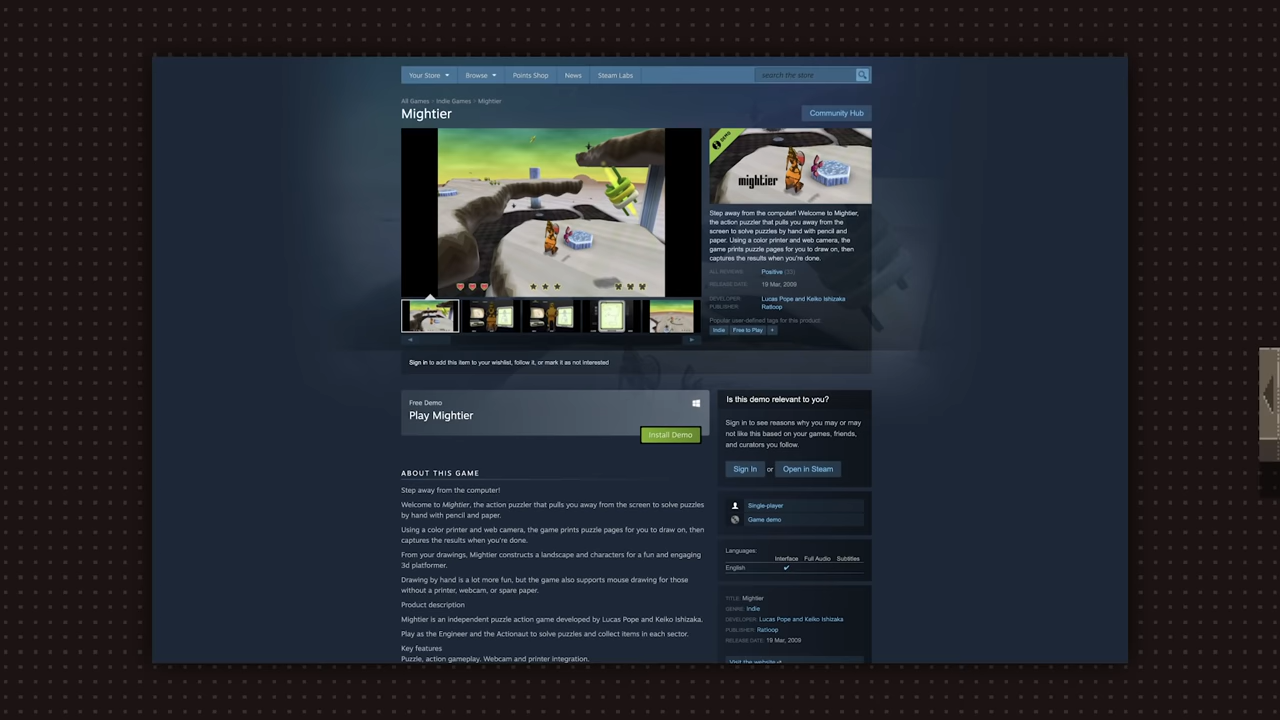 Your Store Browse Points Shop News Steam Labs search the store
All Games > Indie Games > Mightier
Mightier
Community Hub
DEMO
mightier
Step away from the computer! Welcome to Mightier,
the action puzzler that pulls you away from the
screen to solve puzzles by hand with pencil and
paper. Using a color printer and web camera, the
game prints puzzle pages for you to draw on, then
captures the results when you're done.
ALL REVIEWS: Positive (33)
RELEASE DATE: 19 Mar, 2009
DEVELOPER: Lucas Pope and Keiko Ishizaka
PUBLISHER: Ratloop
Popular user-defined tags for this product:
Indie Free to Play +
Sign in to add this item to your wishlist, follow it, or mark it as not interested
Free Demo
Play Mightier
Install Demo
Is this demo relevant to you?
Sign in to see reasons why you may or may
not like this based on your games, friends,
and curators you follow.
Sign In or Open in Steam
ABOUT THIS GAME
Step away from the computer!
Welcome to Mightier, the action puzzler that pulls you away from the screen to solve puzzles
by hand with pencil and paper.
Using a color printer and web camera, the game prints puzzle pages for you to draw on, then
captures the results when you're done.
From your drawings, Mightier constructs a landscape and characters for a fun and engaging
3d platformer.
Drawing by hand is a lot more fun, but the game also supports mouse drawing for those
without a printer, webcam, or spare paper.
Product description
Mightier is an independent puzzle action game developed by Lucas Pope and Keiko Ishizaka.
Play as the Engineer and the Actionaut to solve puzzles and collect items in each sector.
Key features
Puzzle, action gameplay. Webcam and printer integration.
Single-player
Game demo
Languages:
Interface Full Audio Subtitles
English ✔
TITLE: Mightier
GENRE: Indie
DEVELOPER: Lucas Pope and Keiko Ishizaka
PUBLISHER: Ratloop
RELEASE DATE: 19 Mar, 2009
Visit the website